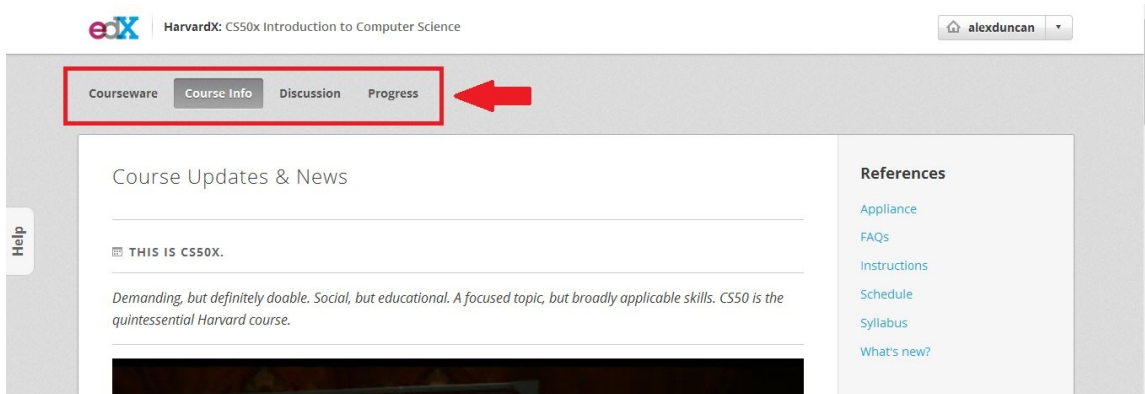 edX
HarvardX: CS50x Introduction to Computer Science
alexduncan
Courseware Course Info Discussion Progress
Help
Course Updates & News
THIS IS CS50X.
Demanding, but definitely doable. Social, but educational. A focused topic, but broadly applicable skills. CS50 is the
quintessential Harvard course.
References
Appliance
FAQs
Instructions
Schedule
Syllabus
What's new?